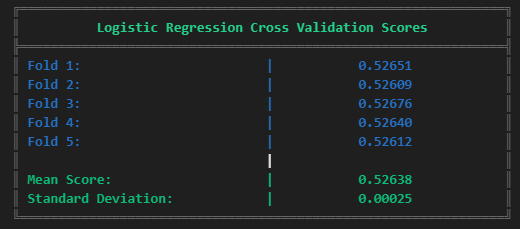 Logistic Regression Cross Validation Scores
Fold 1: | 0.52651
Fold 2: | 0.52609
Fold 3: | 0.52676
Fold 4: | 0.52640
Fold 5: | 0.52612
|
Mean Score: | 0.52638
Standard Deviation: | 0.00025